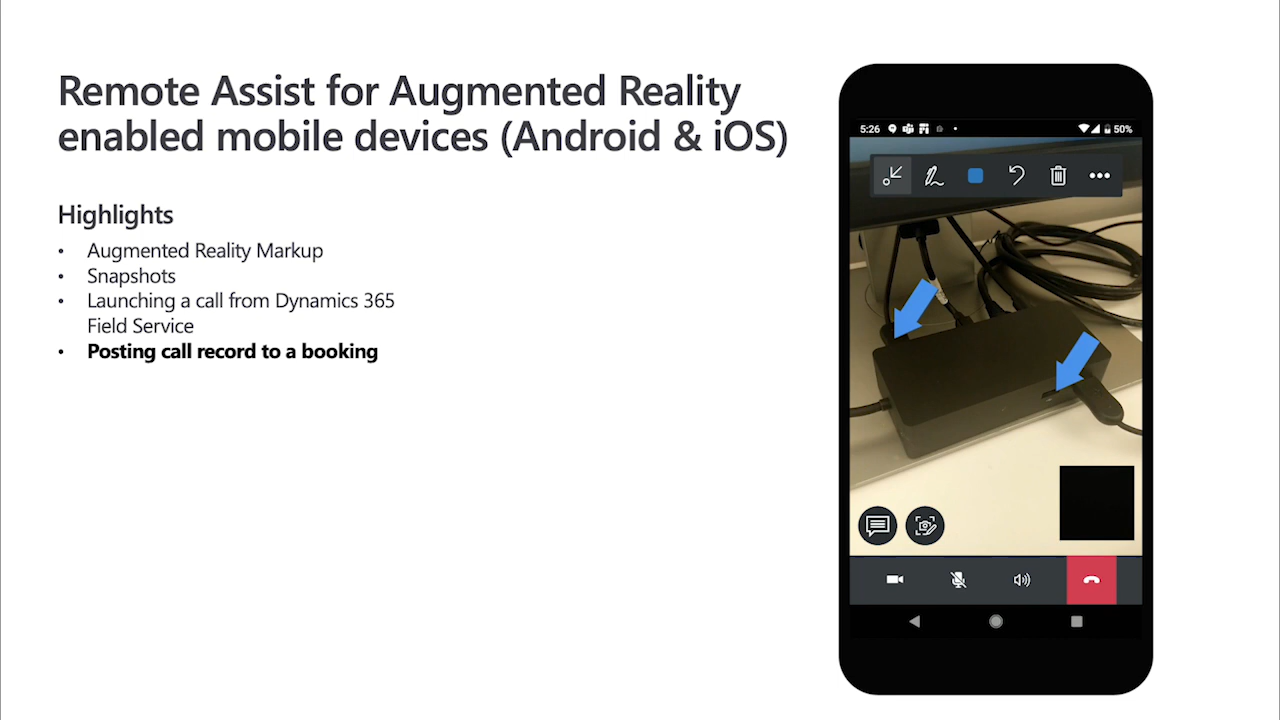 Remote Assist for Augmented Reality
enabled mobile devices (Android & iOS)
Highlights
• Augmented Reality Markup
• Snapshots
• Launching a call from Dynamics 365
Field Service
• Posting call record to a booking
5:26
50%